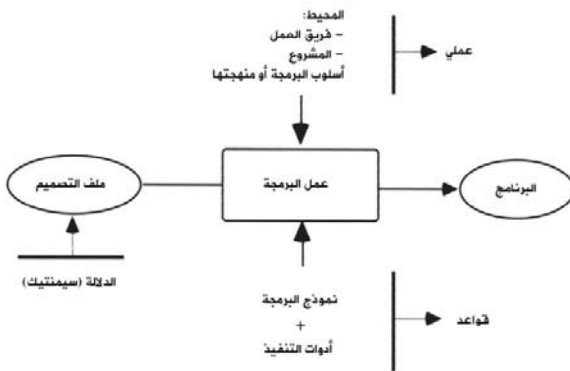 المحيط:
– فريق العمل
– المشروع
أسلوب البرمجة أو منهجتها
عملي
ملف التصميم
عمل البرمجة
البرنامج
الدلالة (سيمنتيك)
نموذج البرمجة
+
أدوات التنفيذ
قواعد